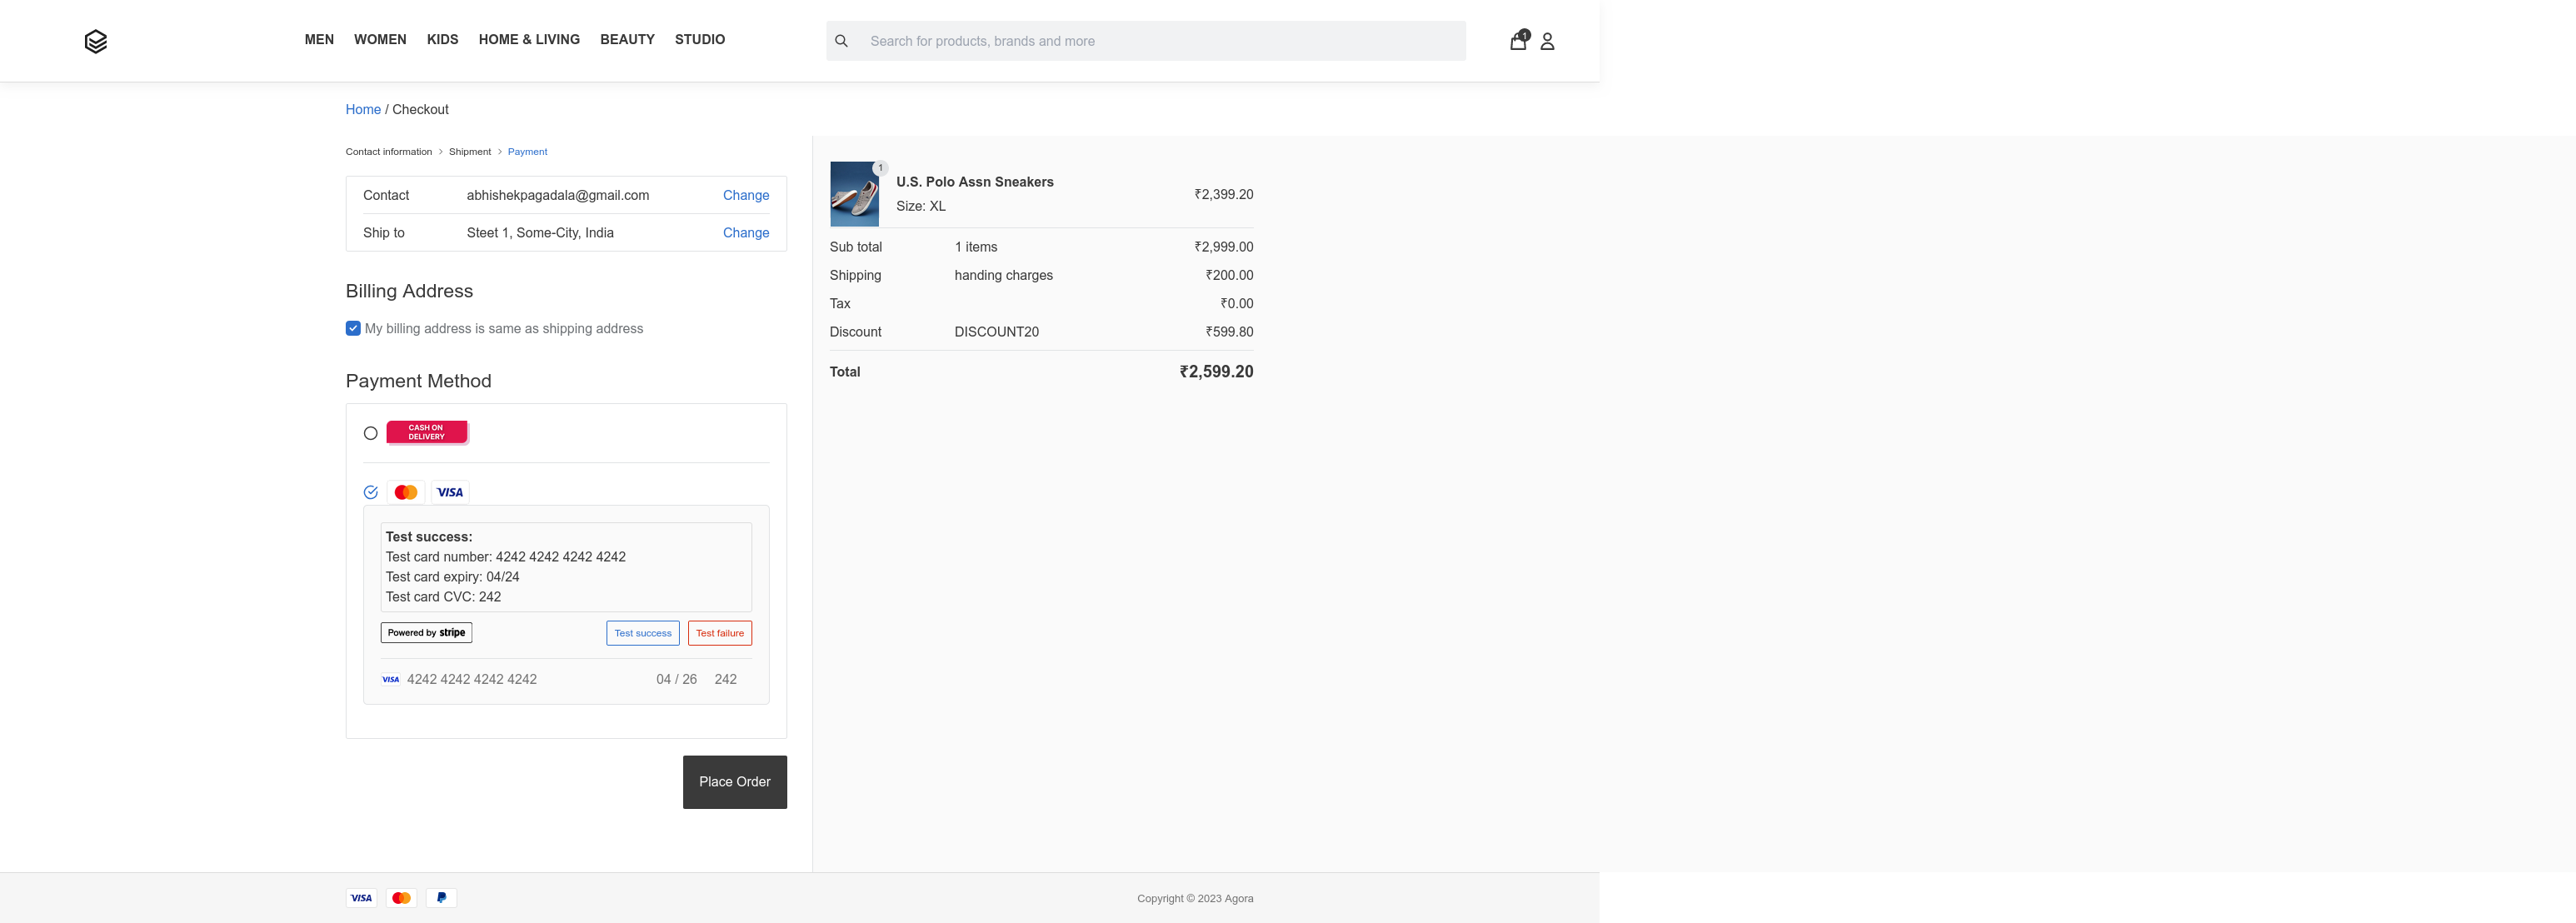 MEN WOMEN KIDS HOME & LIVING BEAUTY STUDIO
Search for products, brands and more
1
Home / Checkout
Contact information > Shipment > Payment
Contact abhishekpagadala@gmail.com Change
Ship to Steet 1, Some-City, India Change
Billing Address
My billing address is same as shipping address
Payment Method
CASH ON
DELIVERY
VISA
Test success:
Test card number: 4242 4242 4242 4242
Test card expiry: 04/24
Test card CVC: 242
Powered by stripe
Test success
Test failure
VISA 4242 4242 4242 4242 04 / 26 242
Place Order
1
U.S. Polo Assn Sneakers
Size: XL
₹2,399.20
Sub total 1 items ₹2,999.00
Shipping handing charges ₹200.00
Tax ₹0.00
Discount DISCOUNT20 ₹599.80
Total ₹2,599.20
VISA
Copyright © 2023 Agora